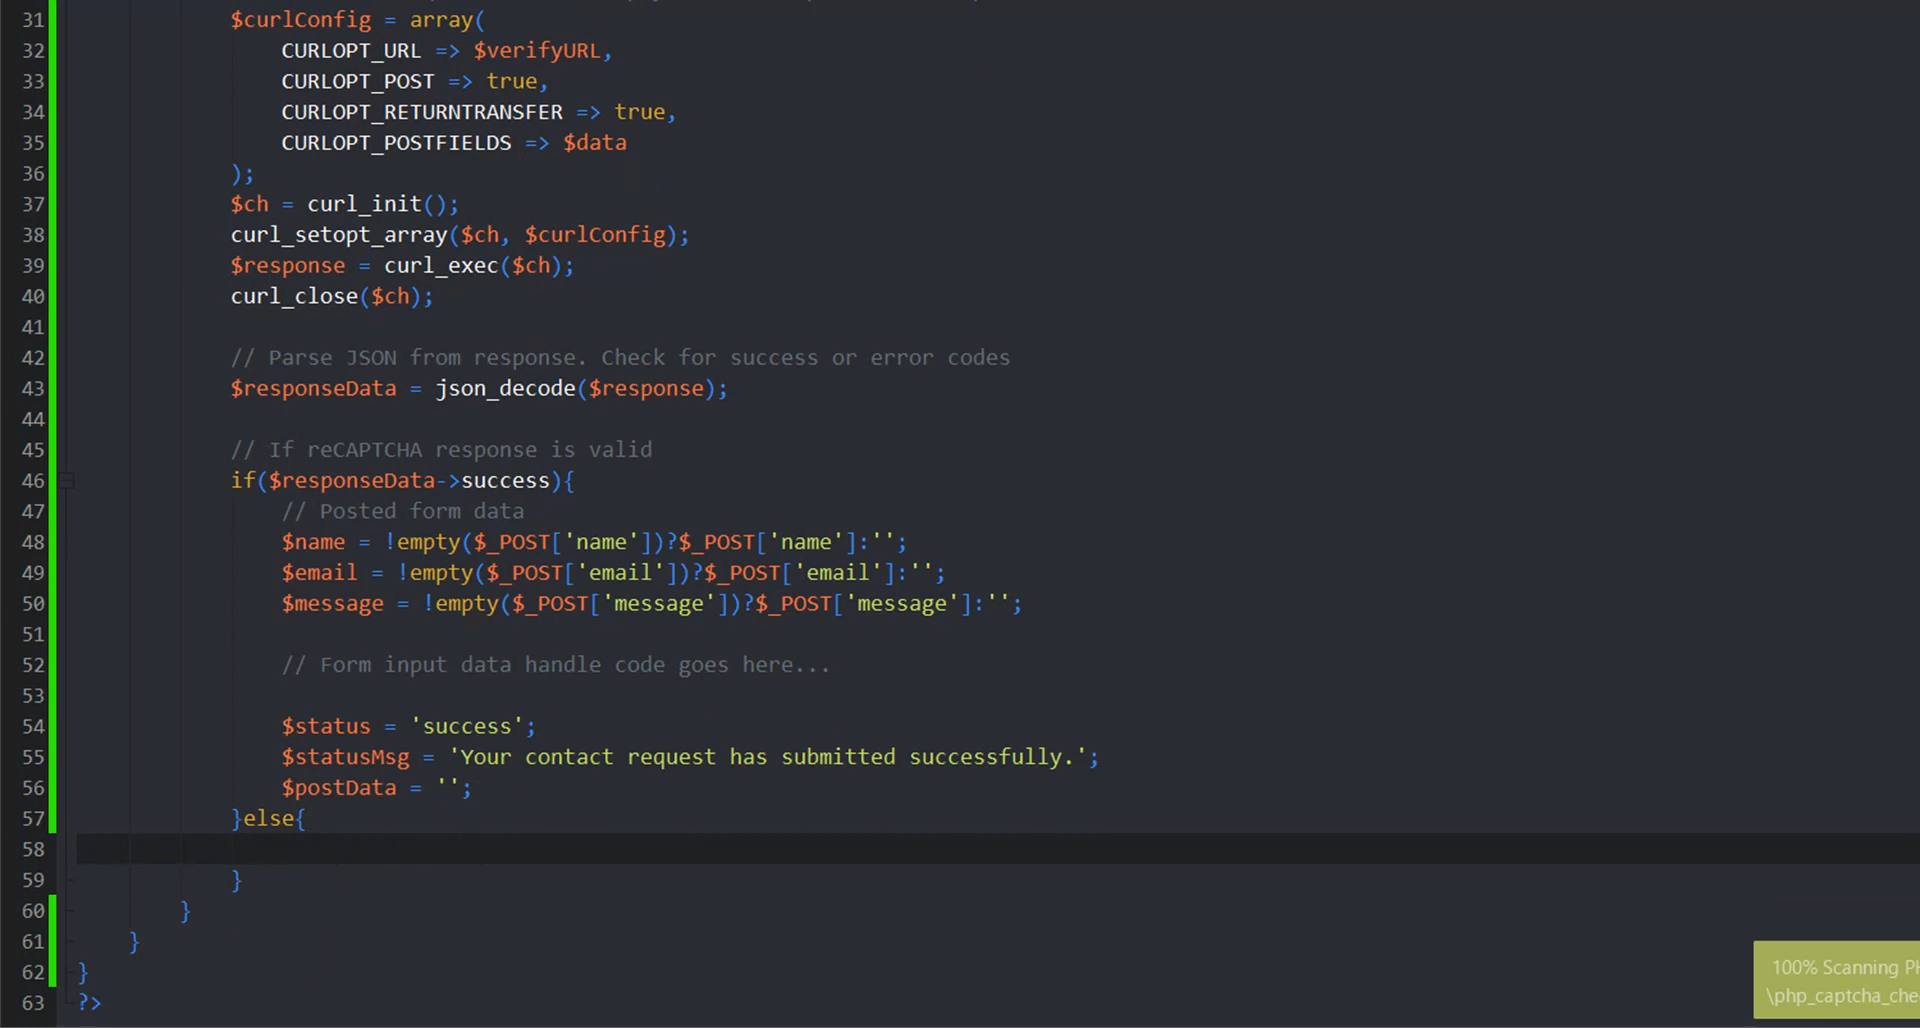 31 $curlConfig = array(
32 CURLOPT_URL => $verifyURL,
33 CURLOPT_POST => true,
34 CURLOPT_RETURNTRANSFER => true,
35 CURLOPT_POSTFIELDS => $data
36 );
37 $ch = curl_init();
38 curl_setopt_array($ch, $curlConfig);
39 $response = curl_exec($ch);
40 curl_close($ch);
41
42 // Parse JSON from response. Check for success or error codes
43 $responseData = json_decode($response);
44
45 // If reCAPTCHA response is valid
46 if($responseData->success){
47 // Posted form data
48 $name = !empty($_POST['name'])?$_POST['name']:'';
49 $email = !empty($_POST['email'])?$_POST['email']:'';
50 $message = !empty($_POST['message'])?$_POST['message']:'';
51
52 // Form input data handle code goes here...
53
54 $status = 'success';
55 $statusMsg = 'Your contact request has submitted successfully.';
56 $postData = '';
57 }else{
58
59 }
60 }
61 }
62 }
63 ?>
100% Scanning PH
\php_captcha_che